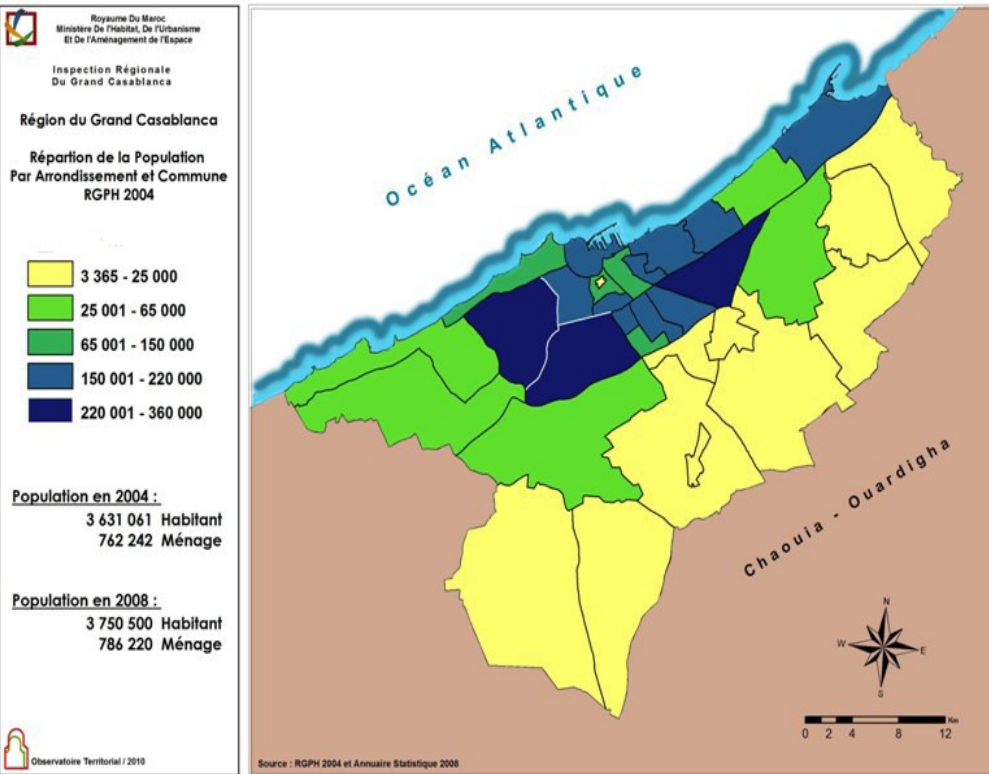 Royaume Du Maroc
Ministère De l'Habitat, De l'Urbanisme
Et De l'Aménagement de l'Espace
Inspection Régionale
Du Grand Casablanca
Région du Grand Casablanca
Répartion de la Population
Par Arrondissement et Commune
RGPH 2004
3 365 - 25 000
25 001 - 65 000
65 001 - 150 000
150 001 - 220 000
220 001 - 360 000
Population en 2004 :
3 631 061 Habitant
762 242 Ménage
Population en 2008 :
3 750 500 Habitant
786 220 Ménage
Observatoire Territorial / 2010
Océan Atlantique
Chaouia - Ouardigha
N
W E
S
Km
0 2 4 8 12
Source : RGPH 2004 et Annuaire Statistique 2008